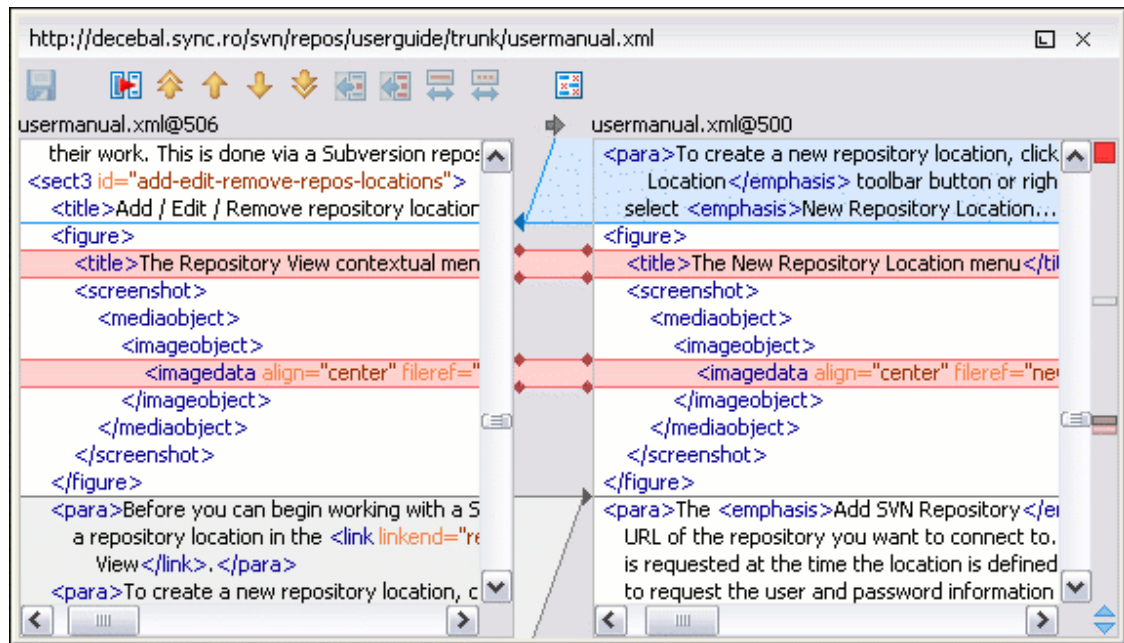 http://decebal.sync.ro/svn/repos/userguide/trunk/usermanual.xml
usermanual.xml@506
their work. This is done via a Subversion
<sect3 id="add-edit-remove-repos-locations">
<title>Add / Edit / Remove repository location
<figure>
<title>The Repository View contextual
<screenshot>
<mediaobject>
<imageobject>
<imagedata align="center" fileref="
</imageobject>
</mediaobject>
</screenshot>
</figure>
<para>Before you can begin working with a
a repository location in the <link linkend="
View</link>.</para>
<para>To create a new repository location,
usermanual.xml@500
<para>To create a new repository location, click
Location</emphasis> toolbar button or
select <emphasis>New Repository Location...
<figure>
<title>The New Repository Location menu
<screenshot>
<mediaobject>
<imageobject>
<imagedata align="center" fileref="
</imageobject>
</mediaobject>
</screenshot>
</figure>
<para>The <emphasis>Add SVN Repository
URL of the repository you want to connect to.
is requested at the time the location is defined
to request the user and password information